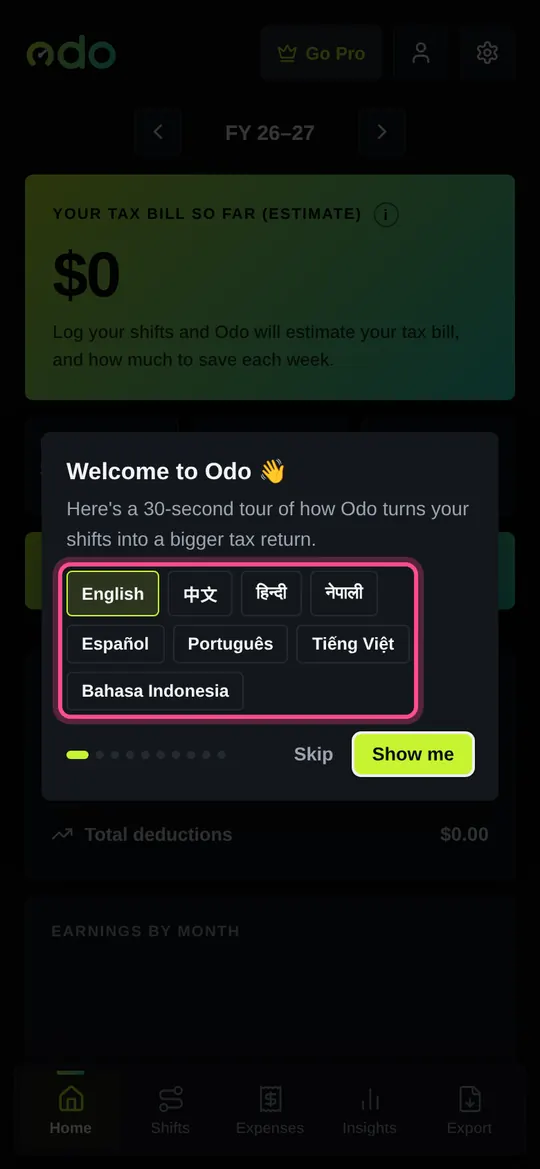 odo
Go Pro
FY 26–27
YOUR TAX BILL SO FAR (ESTIMATE)
$0
Log your shifts and Odo will estimate your tax bill,
and how much to save each week.
Welcome to Odo 👋
Here's a 30-second tour of how Odo turns your
shifts into a bigger tax return.
English
中文
हिन्दी
नेपाली
Español
Português
Tiếng Việt
Bahasa Indonesia
Skip
Show me
Total deductions
$0.00
EARNINGS BY MONTH
Home
Shifts
Expenses
Insights
Export